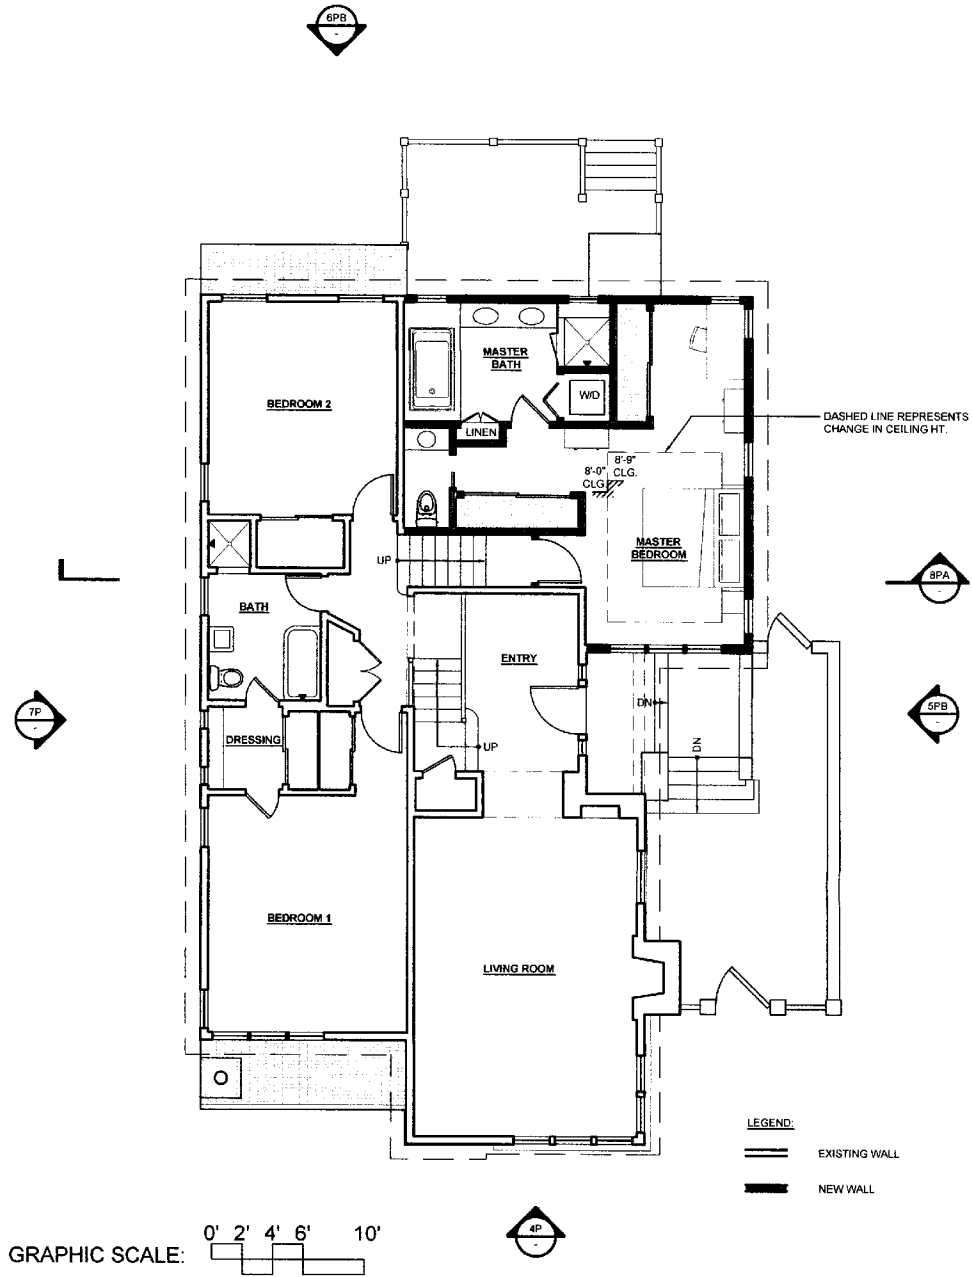 6PB
-
MASTER
BATH
W/D
BEDROOM 2
LINEN
DASHED LINE REPRESENTS
CHANGE IN CEILING HT.
8'-9"
CLG.
8'-0"
CLG.
MASTER
BEDROOM
UP
8PA
-
BATH
ENTRY
7P
-
DN
5PB
-
DRESSING
UP
DN
BEDROOM 1
LIVING ROOM
LEGEND:
EXISTING WALL
NEW WALL
4P
-
0' 2' 4' 6' 10'
GRAPHIC SCALE: